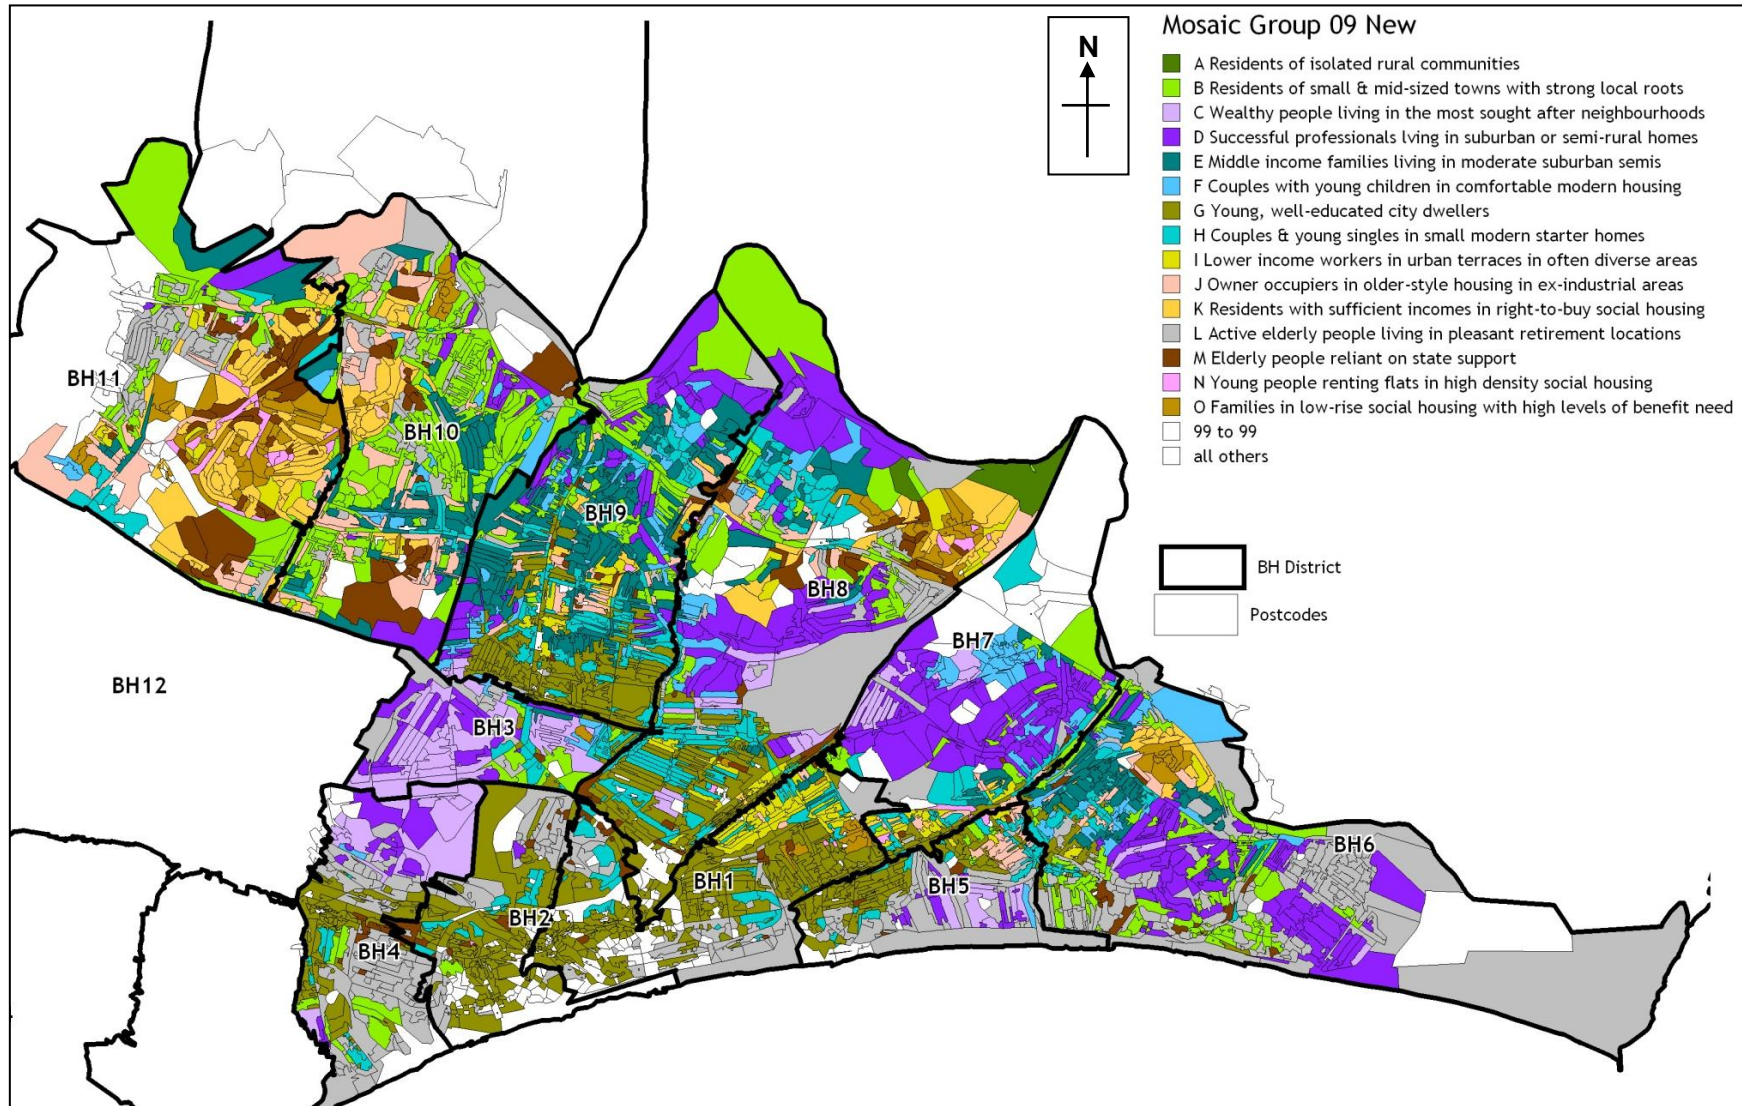 Mosaic Group 09 New
N
A Residents of isolated rural communities
B Residents of small & mid-sized towns with strong local roots
C Wealthy people living in the most sought after neighbourhoods
D Successful professionals lving in suburban or semi-rural homes
E Middle income families living in moderate suburban semis
F Couples with young children in comfortable modern housing
G Young, well-educated city dwellers
H Couples & young singles in small modern starter homes
I Lower income workers in urban terraces in often diverse areas
J Owner occupiers in older-style housing in ex-industrial areas
K Residents with sufficient incomes in right-to-buy social housing
L Active elderly people living in pleasant retirement locations
M Elderly people reliant on state support
N Young people renting flats in high density social housing
O Families in low-rise social housing with high levels of benefit need
99 to 99
all others
BH District
Postcodes
BH11
BH10
BH9
BH8
BH7
BH12
BH3
BH6
BH1
BH5
BH2
BH4